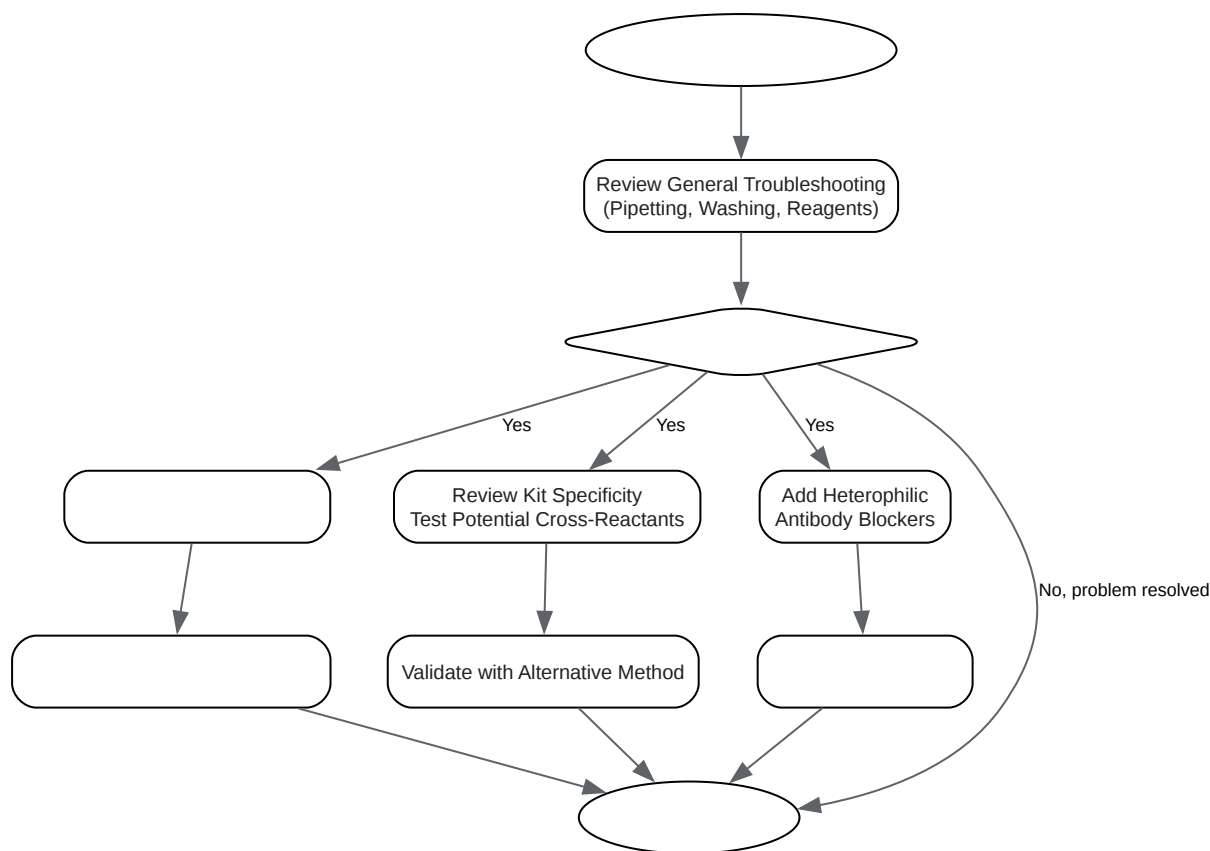 Review General Troubleshooting
(Pipetting, Washing, Reagents)
Yes
Yes
Yes
Review Kit Specificity
Test Potential Cross-Reactants
Add Heterophilic
Antibody Blockers
No, problem resolved
Validate with Alternative Method